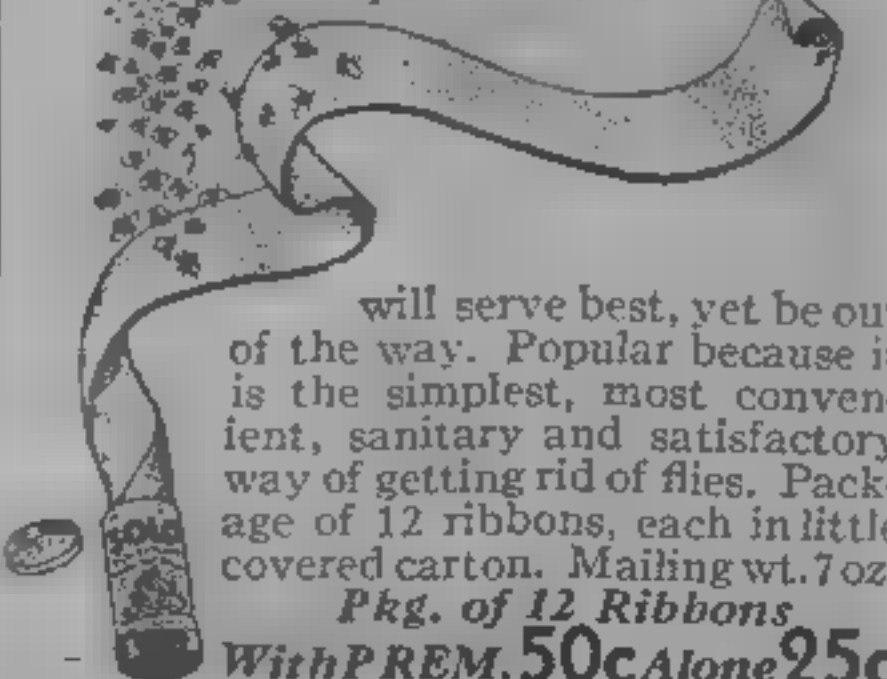 will serve best, yet be ou
of the way. Popular because i
is the simplest, most conven
ient, sanitary and satisfactory
way of getting rid of flies. Pack-
age of 12 ribbons, each in little
covered carton. Mailing wt. 7 oz
Pkg. of 12 Ribbons
With PREM. 50c Alone 25c